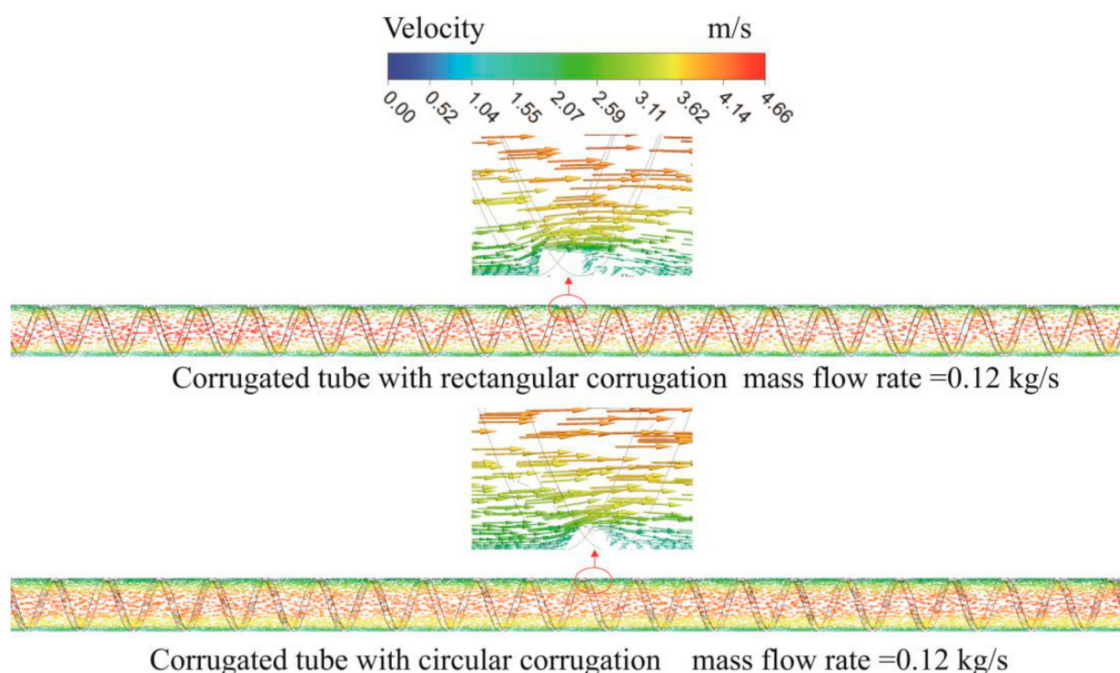 Velocity m/s
0.00 0.52 1.04 1.55 2.07 2.59 3.11 3.62 4.14 4.66
Corrugated tube with rectangular corrugation mass flow rate =0.12 kg/s
Corrugated tube with circular corrugation mass flow rate =0.12 kg/s